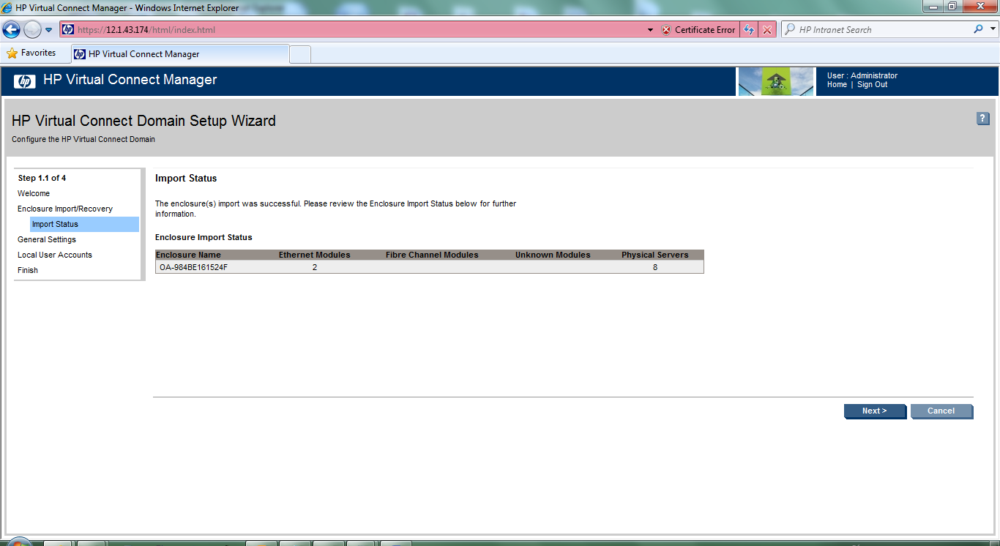 HP Virtual Connect Manager - Windows Internet Explorer
hp https://12.1.43.174/html/index.html Certificate Error HP Intranet Search
Favorites hp HP Virtual Connect Manager
hp HP Virtual Connect Manager
User : Administrator
Home | Sign Out
HP Virtual Connect Domain Setup Wizard ?
Configure the HP Virtual Connect Domain
Step 1.1 of 4
Welcome
Enclosure Import/Recovery
Import Status
General Settings
Local User Accounts
Finish
Import Status
The enclosure(s) import was successful. Please review the Enclosure Import Status below for further
information.
Enclosure Import Status
Enclosure Name Ethernet Modules Fibre Channel Modules Unknown Modules Physical Servers
OA-984BE161524F 2 8
Next > Cancel